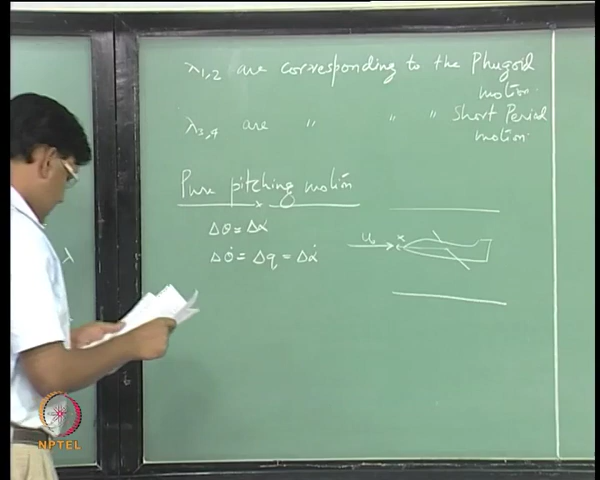 λ1,2 are corresponding to the Phugoid
motion.
λ3,4 are " " " Short Period
motion.
Pure pitching motion
Δθ = Δα
Δθ̇ = Δq = Δα̇
U₀ x
λ
NPTEL